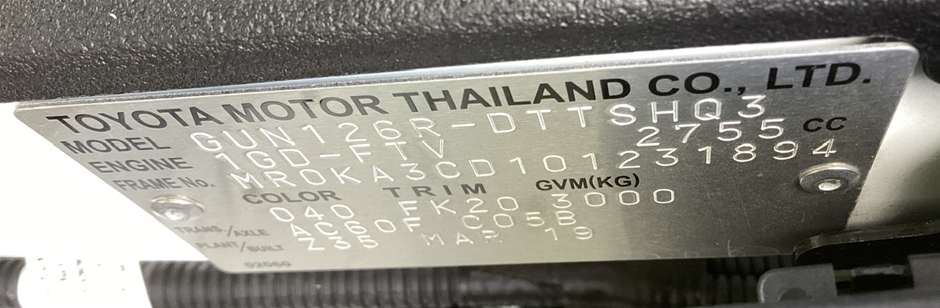 TOYOTA MOTOR THAILAND CO., LTD.
MODEL GUN126R-DTTSHQ3
ENGINE 1GD-FTV 2755 CC
FRAME No. MR0KA3CD101231894
COLOR TRIM GVM(KG)
040 FK20 3000
TRANS/AXLE AC60F C05B
PLANT/BUILT Z35 MAR 19